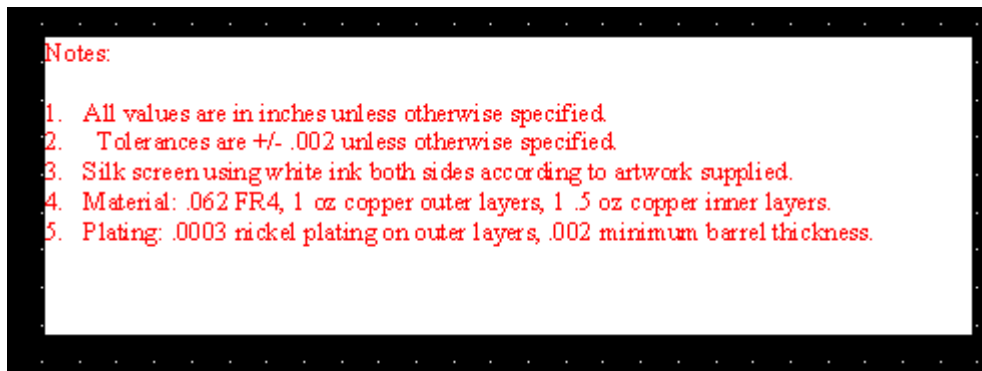 Notes:
1. All values are in inches unless otherwise specified.
2. Tolerances are +/- .002 unless otherwise specified.
3. Silk screen using white ink both sides according to artwork supplied.
4. Material: .062 FR4, 1 oz copper outer layers, 1 .5 oz copper inner layers.
5. Plating: .0003 nickel plating on outer layers, .002 minimum barrel thickness.